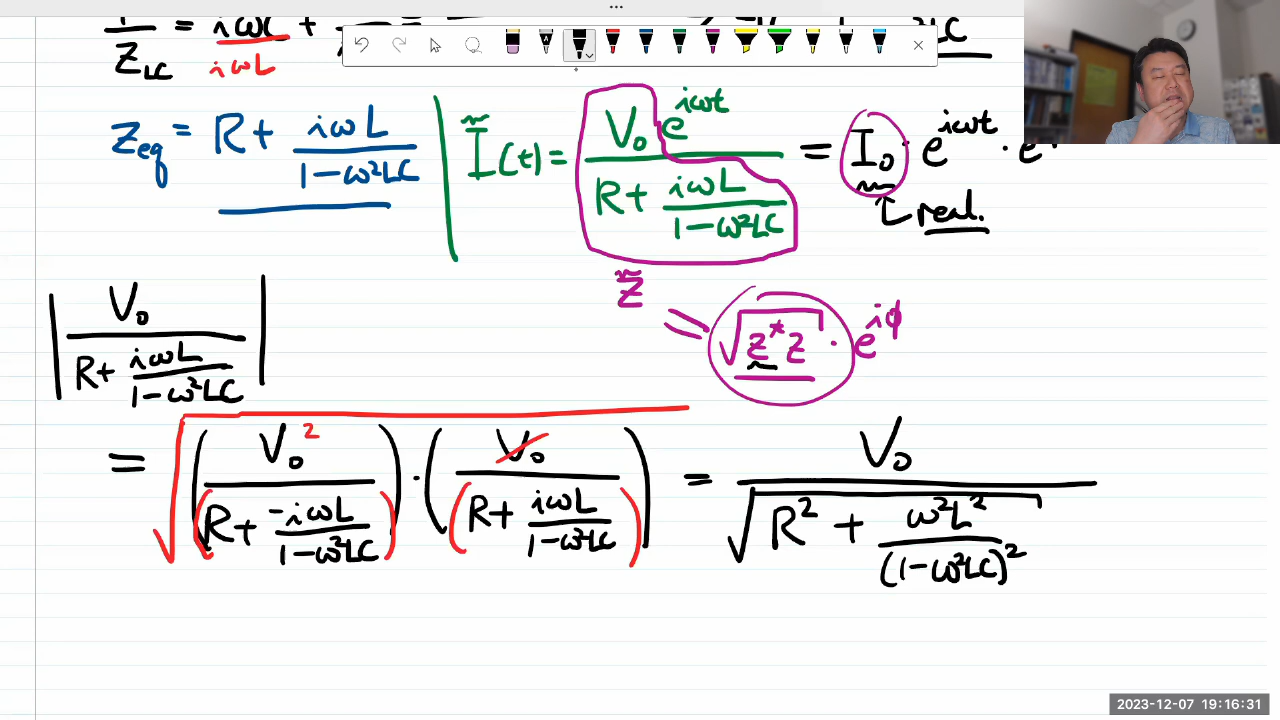 1/Z_LC = iωC/iωL + = LC
Z_eq = R + iωL/(1-ω²LC)
Ĩ(t) = V₀e^{iωt}/(R + iωL/(1-ω²LC)) = I₀ · e^{iωt} · e
real.
z̃ = √(z*z) · e^{iφ}
|V₀/(R + iωL/(1-ω²LC))|
= √((V₀²/(R + -iωL/(1-ω²LC))) · (V₀/(R + iωL/(1-ω²LC)))) = V₀/√(R² + ω²L²/(1-ω²LC)²)
2023-12-07 19:16:31